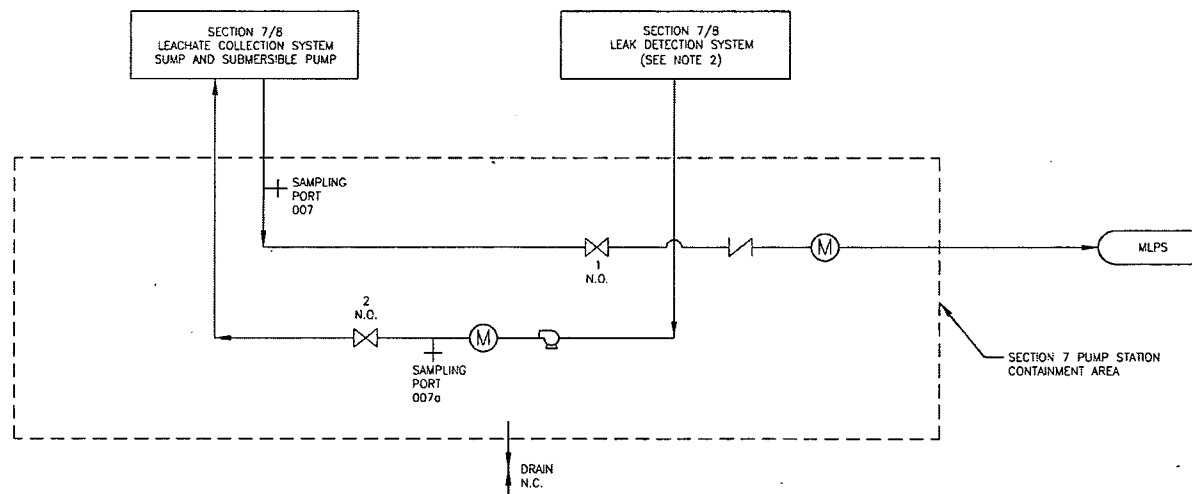 SECTION 7/8
LEACHATE COLLECTION SYSTEM
SUMP AND SUBMERSIBLE PUMP
SECTION 7/8
LEAK DETECTION SYSTEM
(SEE NOTE 2)
SAMPLING
PORT
007
1
N.O.
M
MLPS
2
N.O.
M
SAMPLING
PORT
007a
SECTION 7 PUMP STATION
CONTAINMENT AREA
DRAIN
N.C.